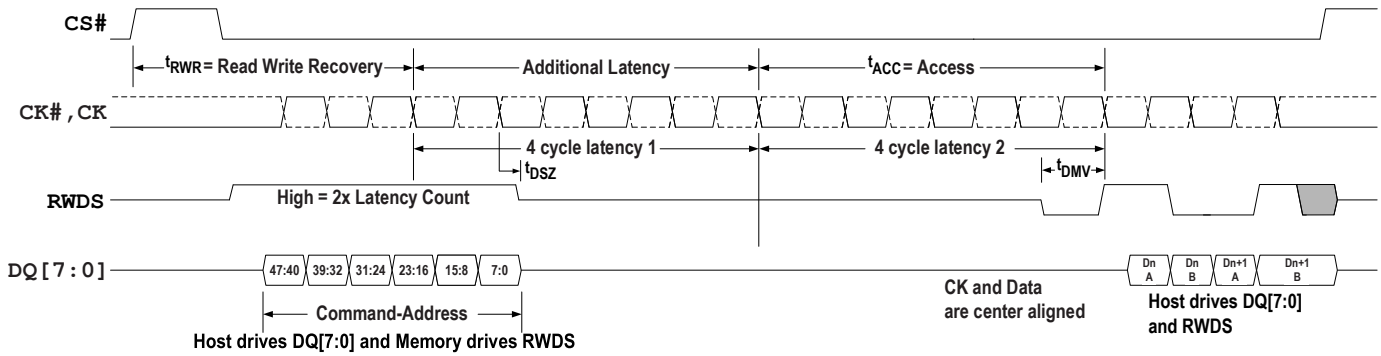 CS#
tRWR= Read Write Recovery
Additional Latency
tACC= Access
CK#,CK
4 cycle latency 1
4 cycle latency 2
tDSZ
tDMV
RWDS
High = 2x Latency Count
DQ[7:0]
47:40 39:32 31:24 23:16 15:8 7:0
Dn A
Dn B
Dn+1 A
Dn+1 B
CK and Data
are center aligned
Command-Address
Host drives DQ[7:0]
and RWDS
Host drives DQ[7:0] and Memory drives RWDS